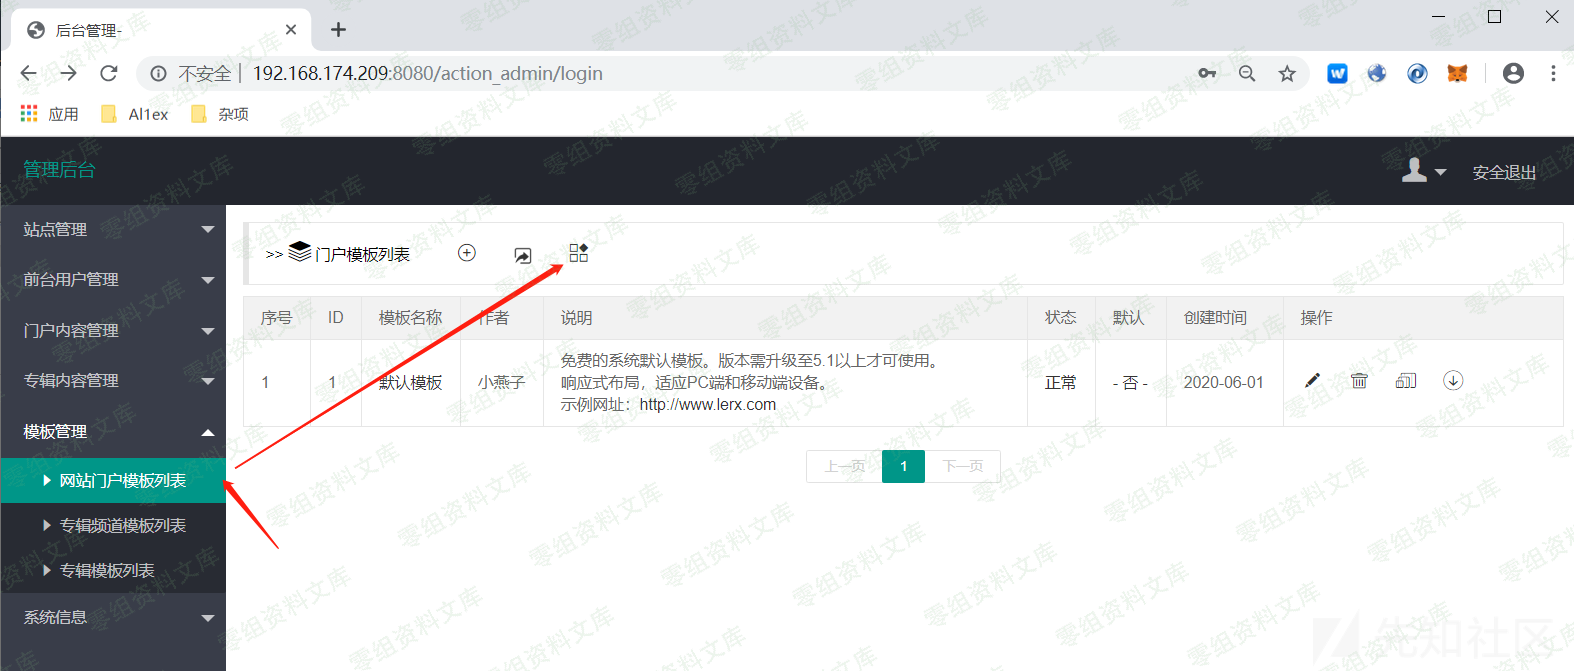 后台管理-
不安全 | 192.168.174.209:8080/action_admin/login
应用 Al1ex 杂项
管理后台 安全退出
站点管理
前台用户管理
门户内容管理
专辑内容管理
模板管理
网站门户模板列表
专辑频道模板列表
专辑模板列表
系统信息
>> 门户模板列表
序号 ID 模板名称 作者 说明 状态 默认 创建时间 操作
1 1 默认模板 小燕子 免费的系统默认模板。版本需升级至5.1以上才可使用。
响应式布局，适应PC端和移动端设备。
示例网址：http://www.lerx.com
正常 - 否 - 2020-06-01
上一页 1 下一页
零组资料文库
先知社区